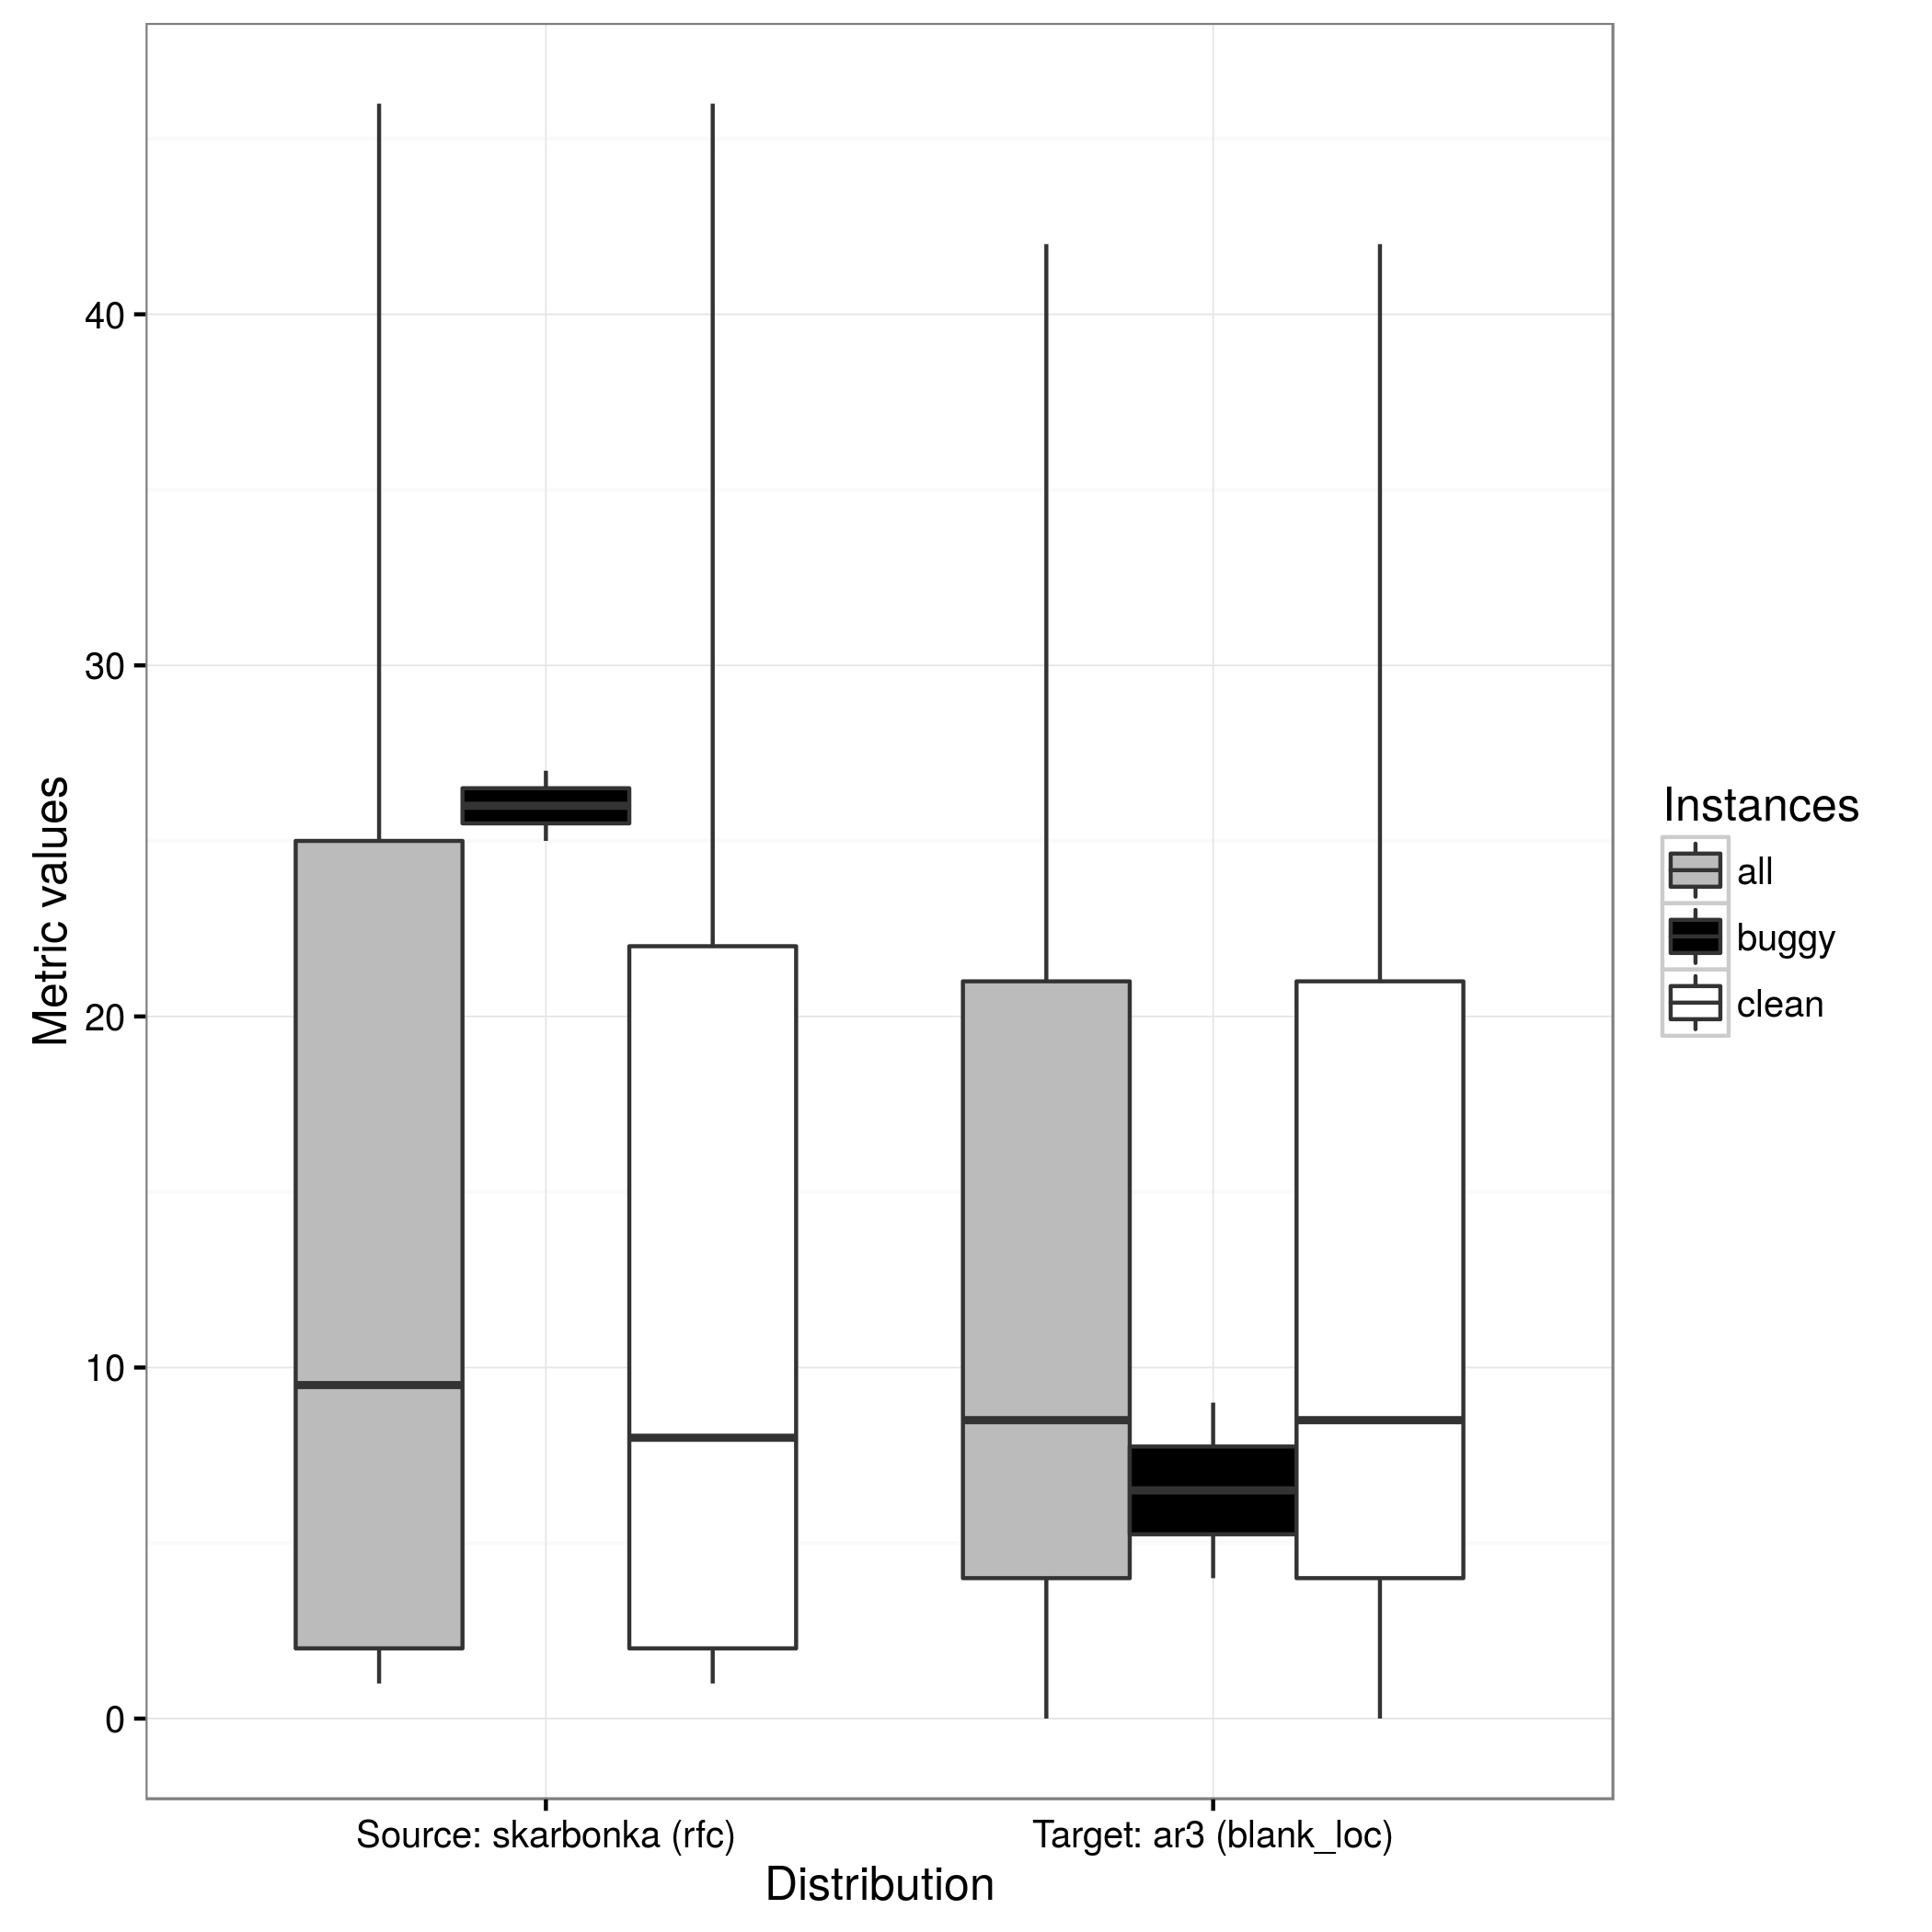 Metric values
40
30
20
10
0
Source: skarbonka (rfc)
Target: ar3 (blank_loc)
Distribution
Instances
all
buggy
clean